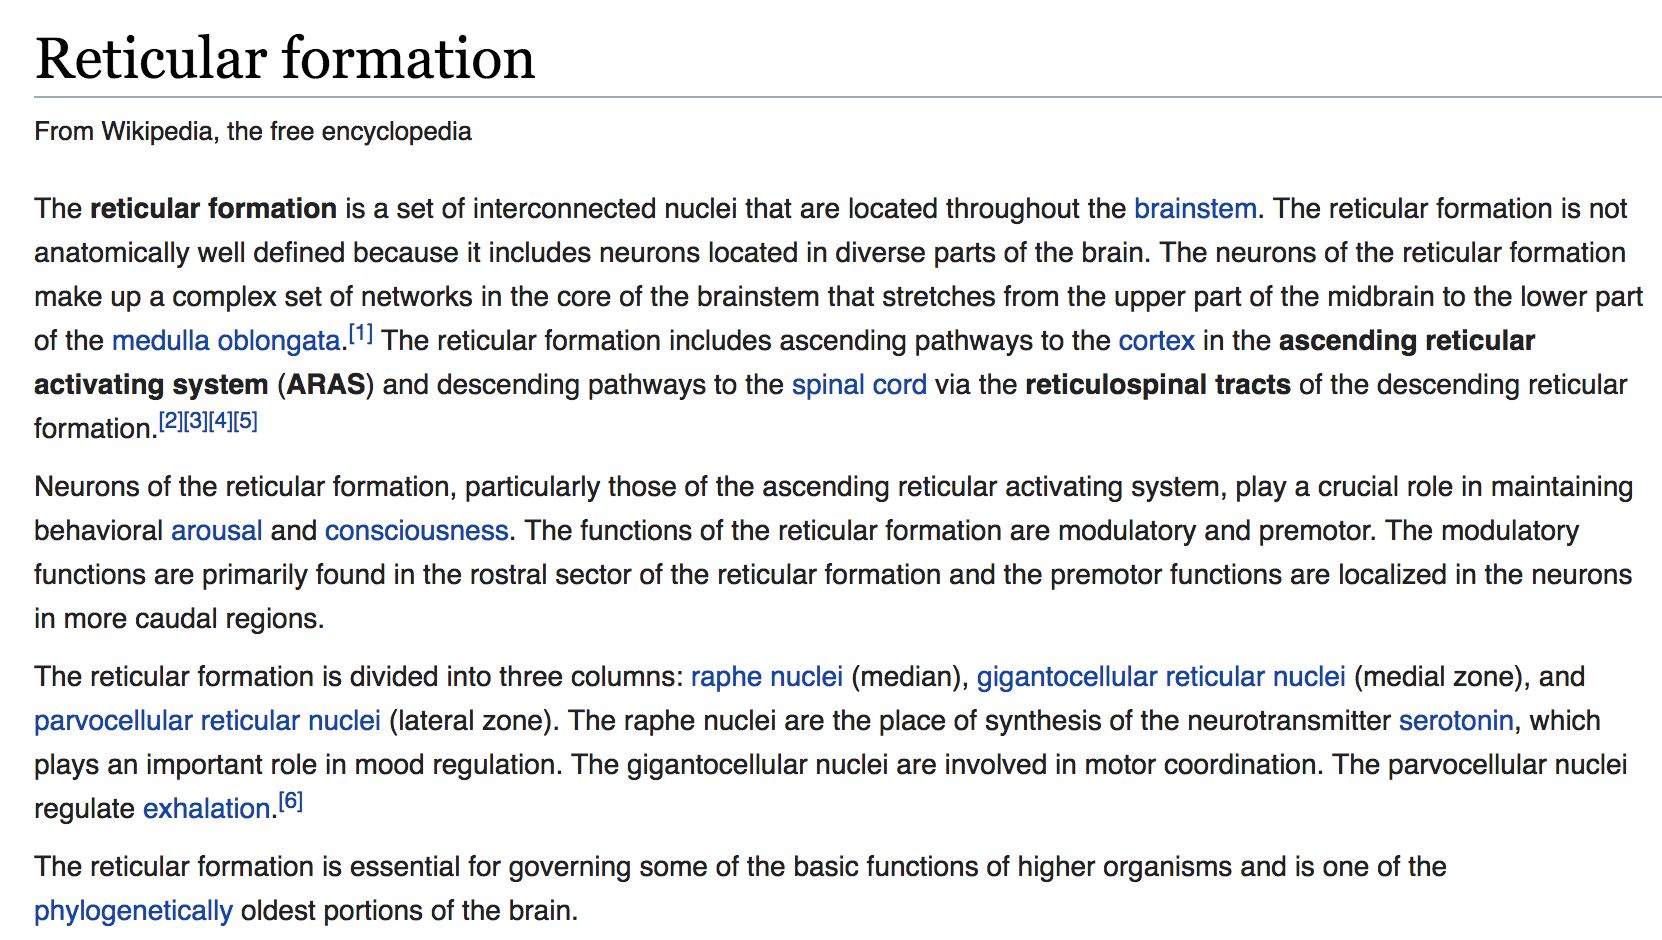 Reticular formation
From Wikipedia, the free encyclopedia
The reticular formation is a set of interconnected nuclei that are located throughout the brainstem. The reticular formation is not
anatomically well defined because it includes neurons located in diverse parts of the brain. The neurons of the reticular formation
make up a complex set of networks in the core of the brainstem that stretches from the upper part of the midbrain to the lower part
of the medulla oblongata.[1] The reticular formation includes ascending pathways to the cortex in the ascending reticular
activating system (ARAS) and descending pathways to the spinal cord via the reticulospinal tracts of the descending reticular
formation.[2][3][4][5]
Neurons of the reticular formation, particularly those of the ascending reticular activating system, play a crucial role in maintaining
behavioral arousal and consciousness. The functions of the reticular formation are modulatory and premotor. The modulatory
functions are primarily found in the rostral sector of the reticular formation and the premotor functions are localized in the neurons
in more caudal regions.
The reticular formation is divided into three columns: raphe nuclei (median), gigantocellular reticular nuclei (medial zone), and
parvocellular reticular nuclei (lateral zone). The raphe nuclei are the place of synthesis of the neurotransmitter serotonin, which
plays an important role in mood regulation. The gigantocellular nuclei are involved in motor coordination. The parvocellular nuclei
regulate exhalation.[6]
The reticular formation is essential for governing some of the basic functions of higher organisms and is one of the
phylogenetically oldest portions of the brain.